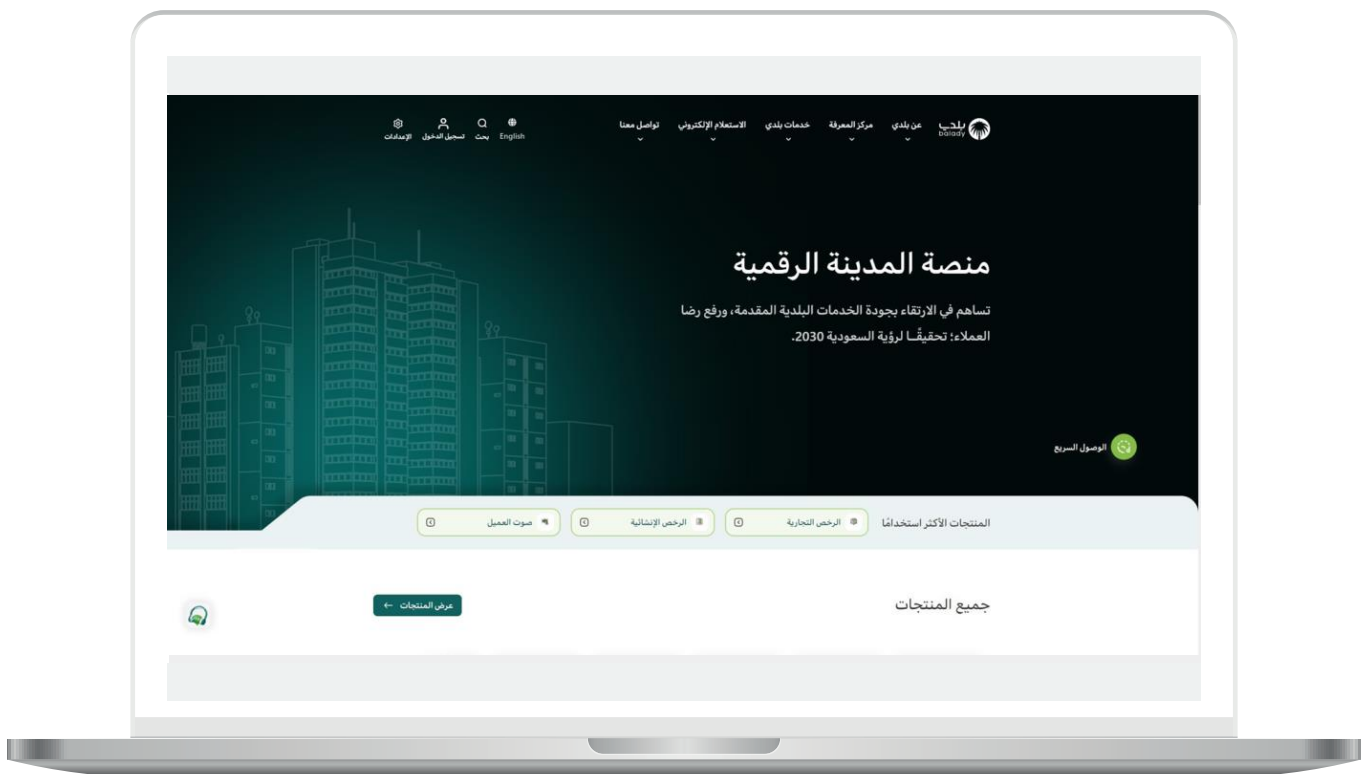 بلدي
balady
عن بلدي
مركز المعرفة
خدمات بلدي
الاستعلام الإلكتروني
تواصل معنا
English
بحث
تسجيل الدخول
الإعدادات
منصة المدينة الرقمية
تساهم في الارتقاء بجودة الخدمات البلدية المقدمة، ورفع رضا
العملاء؛ تحقيقًـا لرؤية السعودية 2030.
الوصول السريع
المنتجات الأكثر استخدامًا
الرخص التجارية
الرخص الإنشائية
صوت العميل
جميع المنتجات
عرض المنتجات